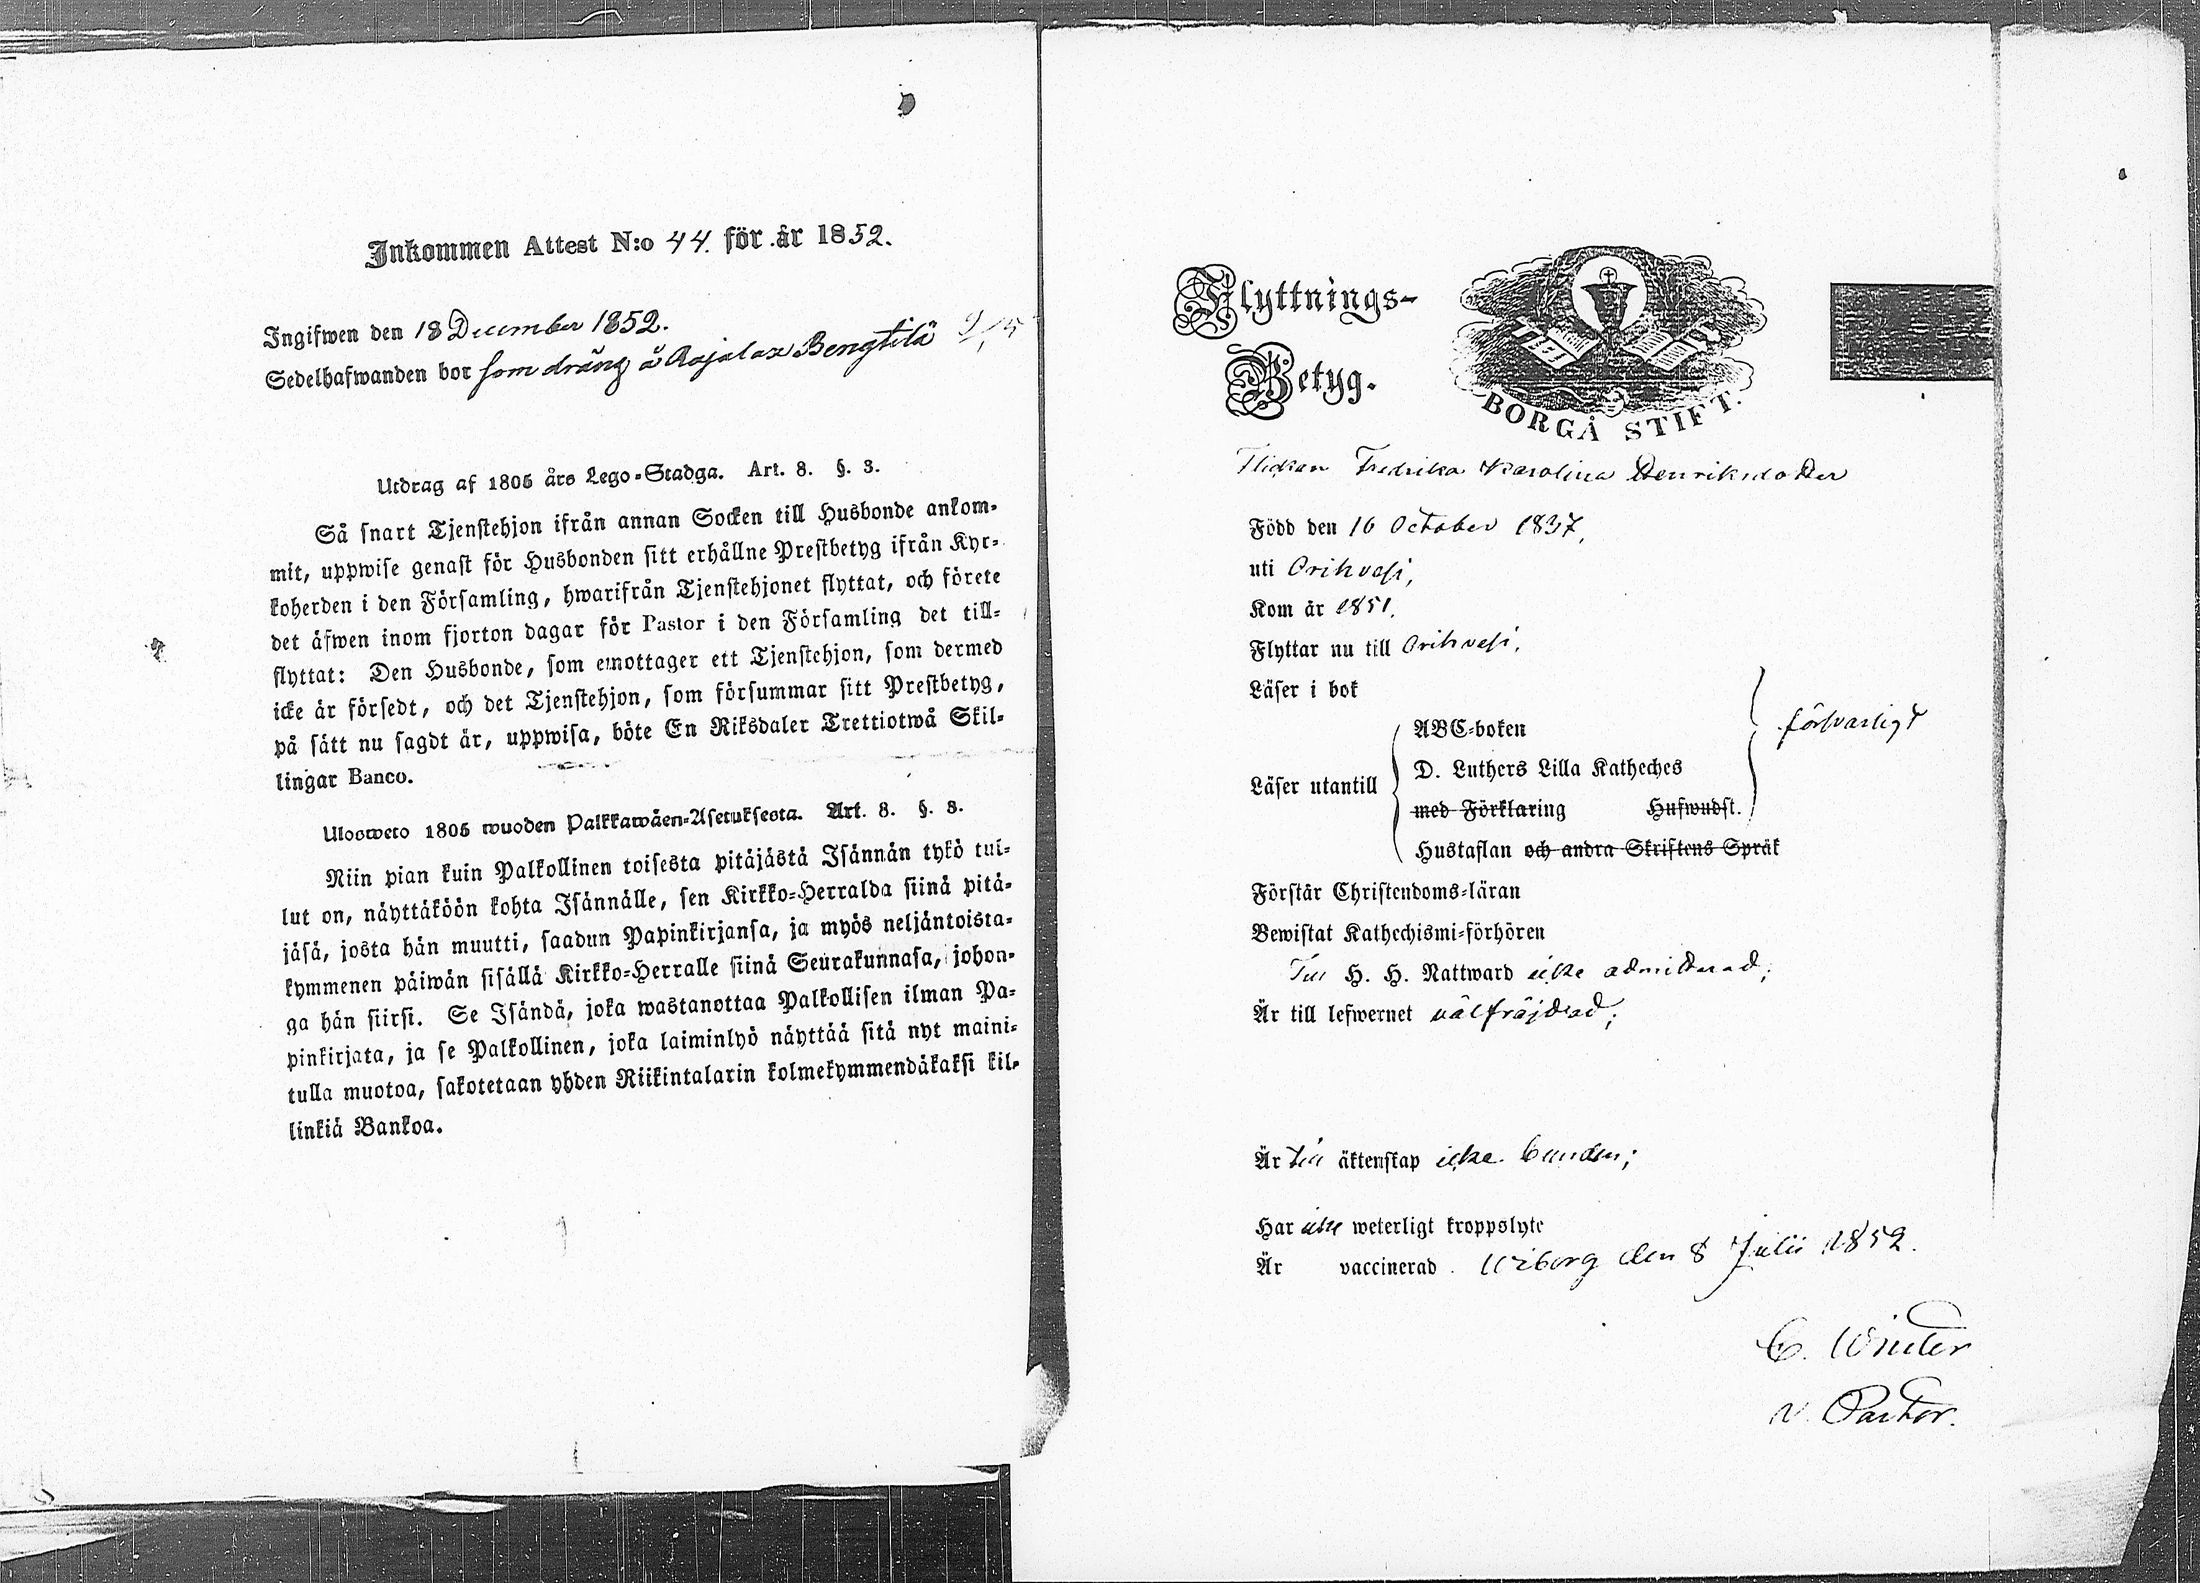 Inkommen Attest N:o 44. för år 1852.
Ingifwen den 18 December 1852.
Sedelhafwanden bor som dräng å Rajalax Bengtilä
Utdrag af 1805 års Lego-Stadga. Art. 8. §. 3.
Så snart Tjenstehjon ifrån annan Socken till Husbonde ankom-
mit, uppwise genast för Husbonden sitt erhållne Prestbetyg ifrån Kyr-
koherden i den Församling, hwarifrån Tjenstehjonet flyttat, och förete
det äfwen inom fjorton dagar för Pastor i den Församling det till-
flyttat: Den Husbonde, som emottager ett Tjenstehjon, som dermed
icke är försedt, och det Tjenstehjon, som försummar sitt Prestbetyg,
på sätt nu sagdt är, uppwisa, böte En Riksdaler Trettiotwå Skil-
lingar Banco.
Ulosweto 1805 wuoden Palkkawäen-Asetuksesta. Art. 8. §. 3.
Niin pian kuin Palkollinen toisesta pitäjästä Isännän tykö tul-
lut on, näyttäköön kohta Isännälle, sen Kirkko-Herralda siinä pitä-
jäsä, josta hän muutti, saadun Papinkirjansa, ja myös neljäntoista-
kymmenen päiwän sisällä Kirkko-Herralle siinä Seurakunnasa, johon-
ga hän siirsi. Se Isändä, joka wastanottaa Palkollisen ilman Pa-
pinkirjata, ja se Palkollinen, joka laiminlyö näyttää sitä nyt maini-
tulla muotoa, sakotetaan yhden Riikintalarin kolmekymmendäkaksi kil-
linkiä Bankoa.
Flyttnings-
Betyg.
BORGÅ STIFT.
Flickan Fredrika Karolina Henriksdotter
Född den 16 October 1837,
uti Orihvesi,
Kom år 1851.
Flyttar nu till Orihvesi,
Läser i bok
ABC-boken
försvarligt
Läser utantill
D. Luthers Lilla Katheches
med Förklaring Hufwudst.
Hustaflan och andra Skriftens Språk
Förstår Christendoms-läran
Bewistat Kathechismi-förhören
Till H. H. Nattward icke admitterad;
Är till lefwernet välfräjdad;
Är till äktenskap icke bunden;
Har icke weterligt kroppslyte
Är vaccinerad. Wiborg den 8 Julii 1852.
C. Winter
v. Pastor.